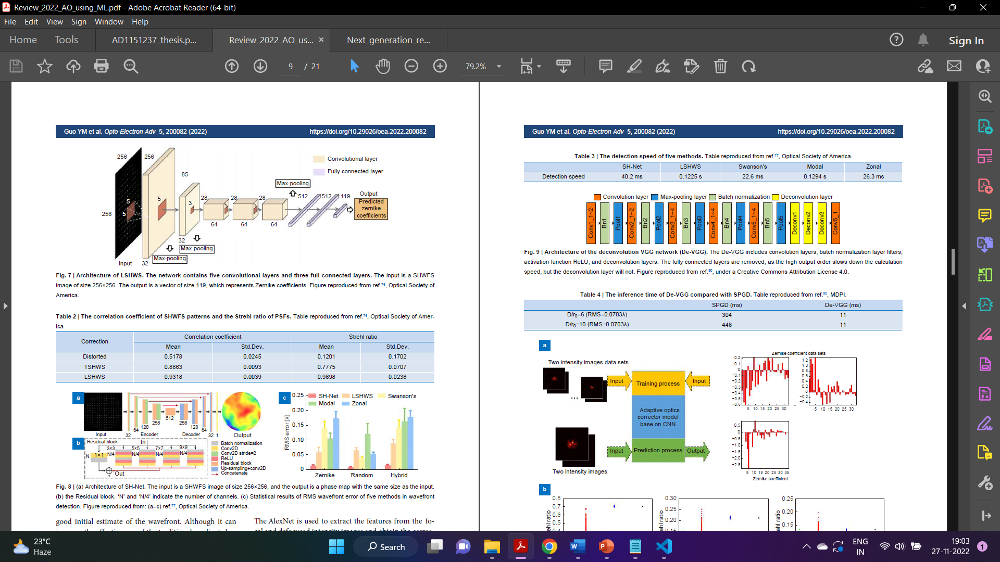 Review_2022_AO_using_ML.pdf - Adobe Acrobat Reader (64-bit)
File Edit View Sign Window Help
Home Tools AD1151237_thesis.p... Review_2022_AO_us... × Next_generation_re... Sign In
9 / 21 79.2%
Guo YM et al. Opto-Electron Adv 5, 200082 (2022) https://doi.org/10.29026/oea.2022.200082
256 256 85 28 28 28 512 512 119
256 5 5 5 3 64 64 64 32 32
Convolutional layer
Fully connected layer
Max-pooling
Max-pooling
Max-pooling
Input
Output
Predicted
zernike
coefficients
Fig. 7 | Architecture of LSHWS. The network contains five convolutional layers and three full connected layers. The input is a SHWFS
image of size 256×256. The output is a vector of size 119, which represents Zernike coefficients. Figure reproduced from ref.76, Optical Society of
America.
Table 2 | The correlation coefficient of SHWFS patterns and the Strehl ratio of PSFs. Table reproduced from ref.76, Optical Society of Amer-
ica
Correction Correlation coefficient Strehl ratio
Mean Std.Dev. Mean Std.Dev.
Distorted 0.5178 0.0245 0.1201 0.1702
TSHWS 0.8863 0.0093 0.7775 0.0707
LSHWS 0.9318 0.0039 0.9898 0.0238
a
Input 32 64 128 256 512 256 128 64 32 1
Encoder Decoder Output
b
Residual block In
3×3 5×5 7×7 9×9
N 1×1 N/4 N/4 N/4 N/4
Out
Batch normalization
Conv2D
Conv2D stride=2
ReLU
Residual block
Up-sampling+conv2D
Concatenate
c
SH-Net LSHWS Swanson's
Modal Zonal
RMS error [λ]
0.25
0.20
0.15
0.10
0.05
0
Zernike Random Hybrid
Fig. 8 | (a) Architecture of SH-Net. The input is a SHWFS image of size 256×256, and the output is a phase map with the same size as the input.
(b) the Residual block. ‘N’ and ‘N/4’ indicate the number of channels. (c) Statistical results of RMS wavefront error of five methods in wavefront
detection. Figure reproduced from: (a–c) ref.77, Optical Society of America.
good initial estimate of the wavefront. Although it can
The AlexNet is used to extract the features from the fo-
Guo YM et al. Opto-Electron Adv 5, 200082 (2022) https://doi.org/10.29026/oea.2022.200082
Table 3 | The detection speed of five methods. Table reproduced from ref.77, Optical Society of America.
SH-Net LSHWS Swanson's Modal Zonal
Detection speed 40.2 ms 0.1225 s 22.6 ms 0.1294 s 26.3 ms
Convolution layer Max-pooling layer Batch normalization Deconvolution layer
Conv1_1~2 Bn1 Pool1 Conv2_1~2 Bn2 Pool2 Conv3_1~4 Bn3 Pool3 Conv4_1~4 Bn4 Pool4 Conv5_1~4 Bn5 Pool5 Deconv1 Deconv2 Deconv3 Conv6_1
Fig. 9 | Architecture of the deconvolution VGG network (De-VGG). The De-VGG includes convolution layers, batch normalization layer filters,
activation function ReLU, and deconvolution layers. The fully connected layers are removed, as the high output order slows down the calculation
speed, but the deconvolution layer will not. Figure reproduced from ref.80, under a Creative Commons Attribution License 4.0.
Table 4 | The inference time of De-VGG compared with SPGD. Table reproduced from ref.80, MDPI.
SPGD (ms) De-VGG (ms)
D/r0=6 (RMS=0.0703λ) 304 11
D/r0=10 (RMS=0.0703λ) 448 11
a
Two intensity images data sets
...
Input Training process Input
Adaptive optics
corrector model
base on CNN
Input Prediction process Output
Two intensity images
Zernike coefficient data sets
0.2
0.1
0
−0.1
−0.2
−0.3
−0.4
−0.5
−0.6
5 10 15 20 25 30
...
1.2
1.0
0.8
0.6
0.4
0.2
0
−0.2
−0.4
5 10 15 20 25 30
0.5
0
−0.5
−1.0
−1.5
−2.0
−2.5
5 10 15 20 25 30 35
Zernike coefficient
b
0.8
0.7
0.6
0.5
0.30
0.25
0.20
0.25
0.20
0.15
23°C
Haze
Search
ENG
IN
19:03
27-11-2022
1